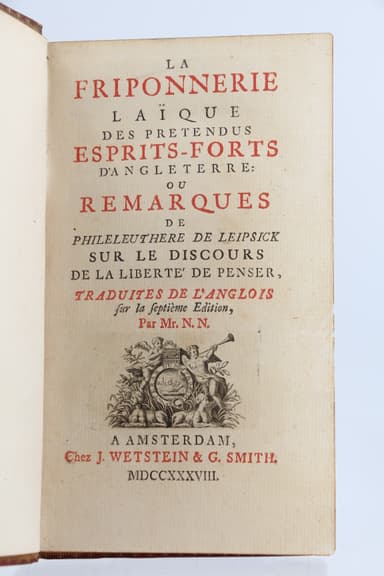 LA
FRIPONNERIE
LAÏQUE
DES PRETENDUS
ESPRITS-FORTS
D'ANGLETERRE:
OU
REMARQUES
DE
PHILELEUTHERE DE LEIPSICK
SUR LE DISCOURS
DE LA LIBERTE' DE PENSER,
TRADUITES DE L'ANGLOIS
ſur la ſeptième Edition,
Par Mr. N. N.
A AMSTERDAM,
Chez J. WETSTEIN & G. SMITH.
MDCCXXXVIII.